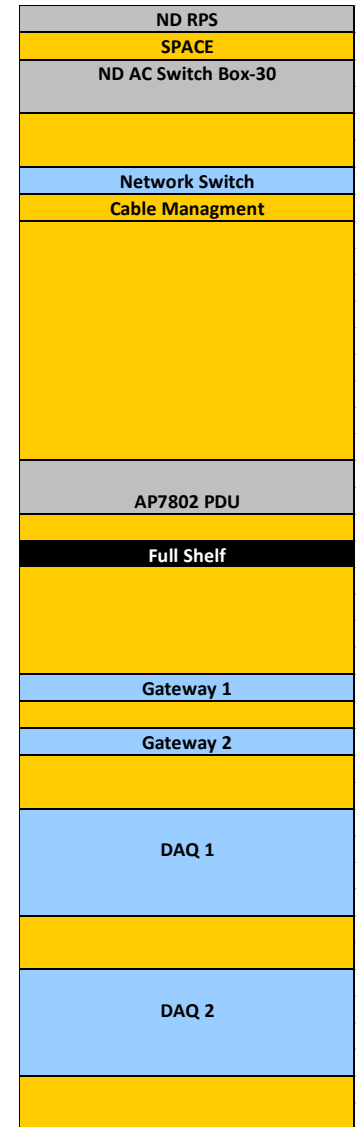 ND RPS
SPACE
ND AC Switch Box-30
Network Switch
Cable Managment
AP7802 PDU
Full Shelf
Gateway 1
Gateway 2
DAQ 1
DAQ 2